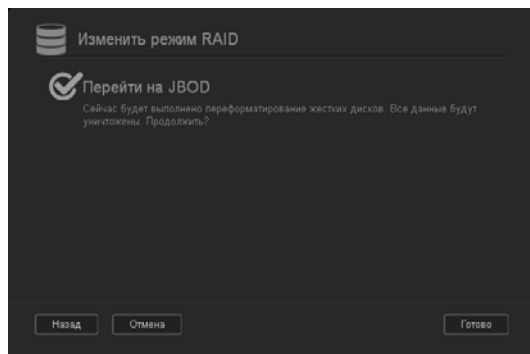 Изменить режим RAID
Перейти на JBOD
Сейчас будет выполнено переформатирование жестких дисков. Все данные будут
уничтожены. Продолжить?
Назад
Отмена
Готово